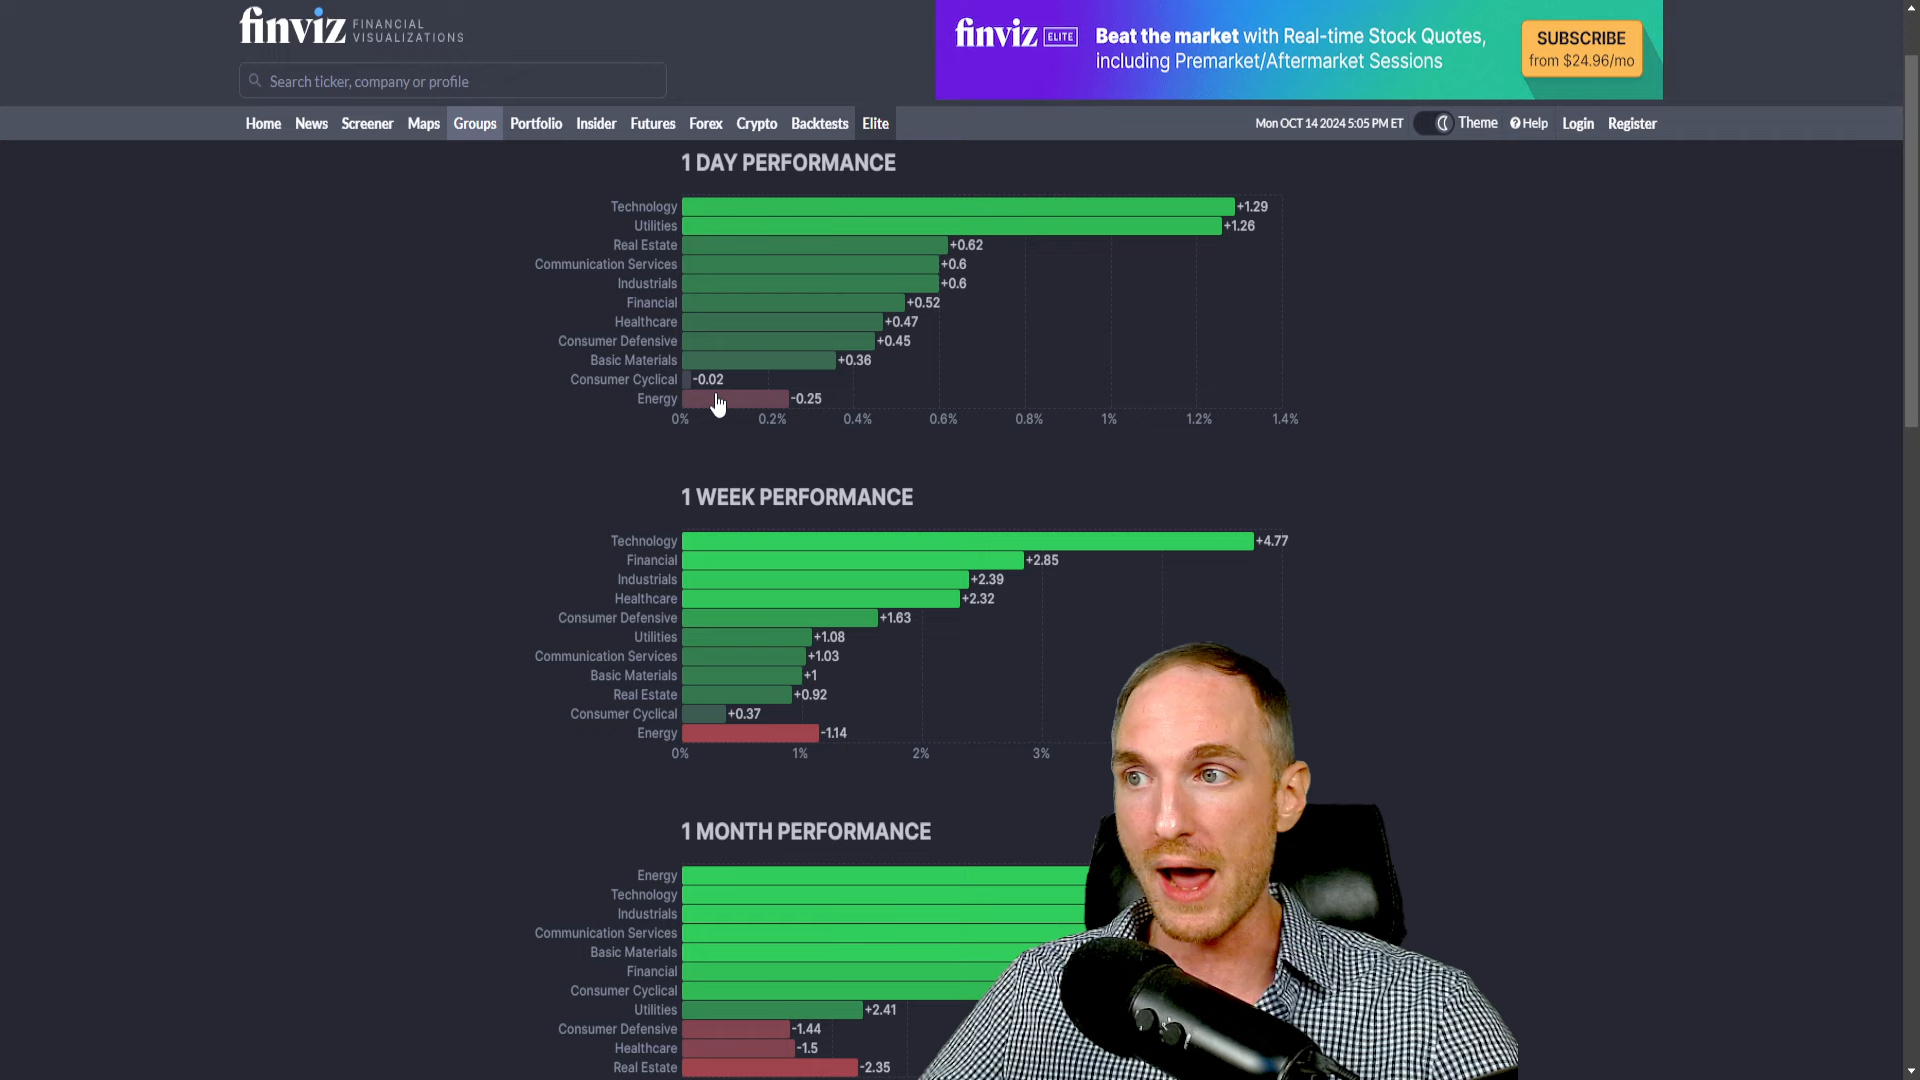 finviz FINANCIAL VISUALIZATIONS
finviz ELITE Beat the market with Real-time Stock Quotes, including Premarket/Aftermarket Sessions
SUBSCRIBE
from $24.96/mo
Search ticker, company or profile
Home News Screener Maps Groups Portfolio Insider Futures Forex Crypto Backtests Elite Mon OCT 14 2024 5:05 PM ET Theme Help Login Register
1 DAY PERFORMANCE
Technology +1.29
Utilities +1.26
Real Estate +0.62
Communication Services +0.6
Industrials +0.6
Financial +0.52
Healthcare +0.47
Consumer Defensive +0.45
Basic Materials +0.36
Consumer Cyclical -0.02
Energy -0.25
0% 0.2% 0.4% 0.6% 0.8% 1% 1.2% 1.4%
1 WEEK PERFORMANCE
Technology +4.77
Financial +2.85
Industrials +2.39
Healthcare +2.32
Consumer Defensive +1.63
Utilities +1.08
Communication Services +1.03
Basic Materials +1
Real Estate +0.92
Consumer Cyclical +0.37
Energy -1.14
0% 1% 2% 3%
1 MONTH PERFORMANCE
Energy
Technology
Industrials
Communication Services
Basic Materials
Financial
Consumer Cyclical
Utilities +2.41
Consumer Defensive -1.44
Healthcare -1.5
Real Estate -2.35